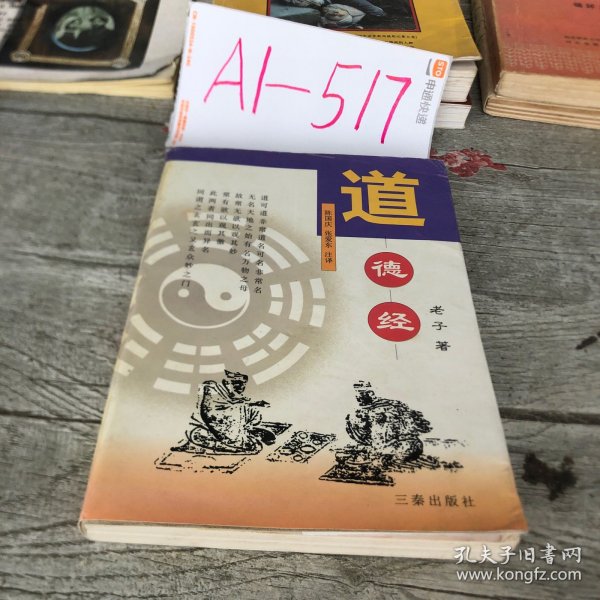 A1-517
STO
申通快递
道
德
经
老子著
陈国庆 张爱东 注译
道可道非常道名可名非常名
无名天地之始有名万物之母
故常无欲以观其妙
常有欲以观其徼
此两者同出而异名
同谓之玄玄之又玄众妙之门
三秦出版社
孔夫子旧书网
www.kongfz.com